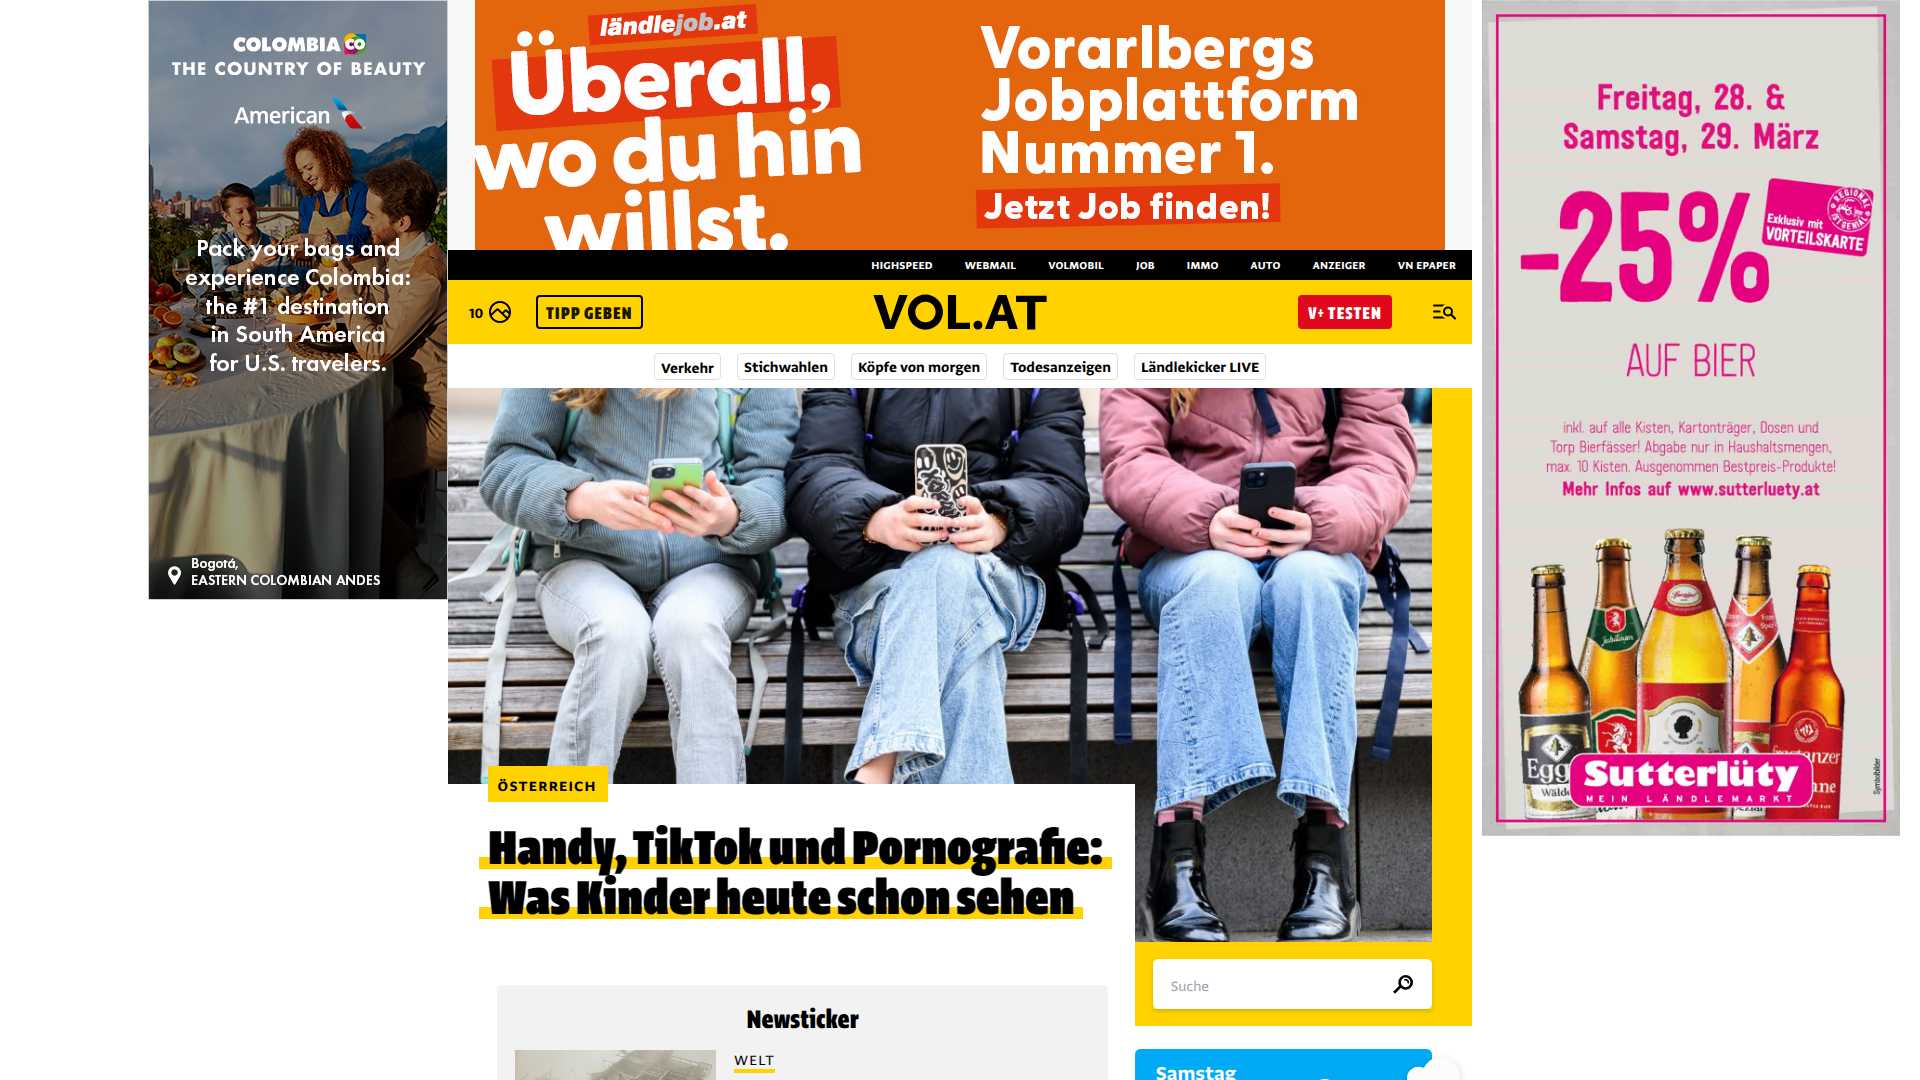 COLOMBIA CO
THE COUNTRY OF BEAUTY
American
Pack your bags and
experience Colombia:
the #1 destination
in South America
for U.S. travelers.
Bogotá,
EASTERN COLOMBIAN ANDES
ländlejob.at
Überall,
wo du hin
willst.
Vorarlbergs
Jobplattform
Nummer 1.
Jetzt Job finden!
HIGHSPEED WEBMAIL VOLMOBIL JOB IMMO AUTO ANZEIGER VN EPAPER
10 TIPP GEBEN VOL.AT V+ TESTEN
Verkehr Stichwahlen Köpfe von morgen Todesanzeigen Ländlekicker LIVE
ÖSTERREICH
Handy, TikTok und Pornografie:
Was Kinder heute schon sehen
Suche
Newsticker
WELT
Samstag
Freitag, 28. &
Samstag, 29. März
-25%
REGIONAL
IST GENIAL
Exklusiv mit
VORTEILSKARTE
AUF BIER
inkl. auf alle Kisten, Kartonträger, Dosen und
Torp Bierfässer! Abgabe nur in Haushaltsmengen,
max. 10 Kisten. Ausgenommen Bestpreis-Produkte!
Mehr Infos auf www.sutterluety.at
Egg
Sutterlüty
MEIN LÄNDLEMARKT
Symbolbilder